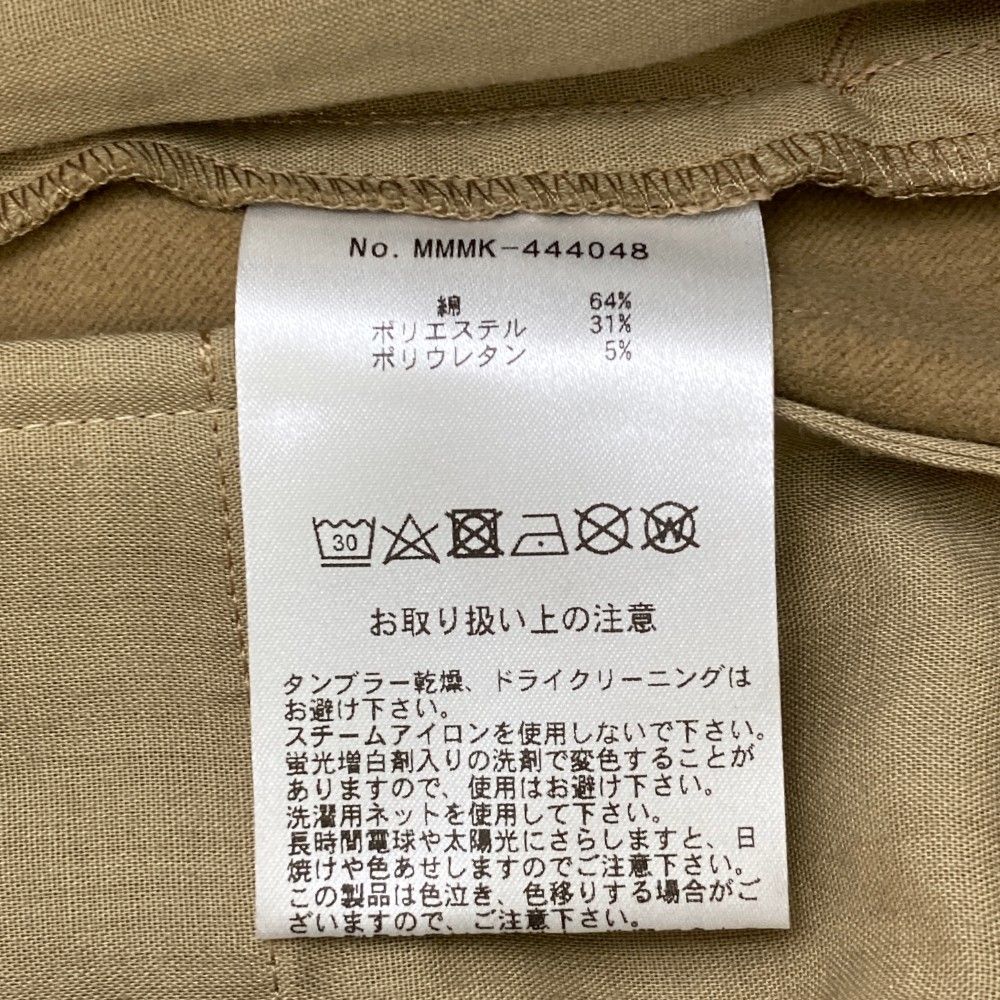 No. MMMK-444048
綿 64%
ポリエステル 31%
ポリウレタン 5%
30
W
お取り扱い上の注意
タンブラー乾燥、ドライクリーニングは
お避け下さい。
スチームアイロンを使用しないで下さい。
蛍光増白剤入りの洗剤で変色することが
ありますので、使用はお避け下さい。
洗濯用ネットを使用して下さい。
長時間電球や太陽光にさらしますと、日
焼けや色あせしますのでご注意下さい。
この製品は色泣き、色移りする場合がご
ざいますので、ご注意下さい。